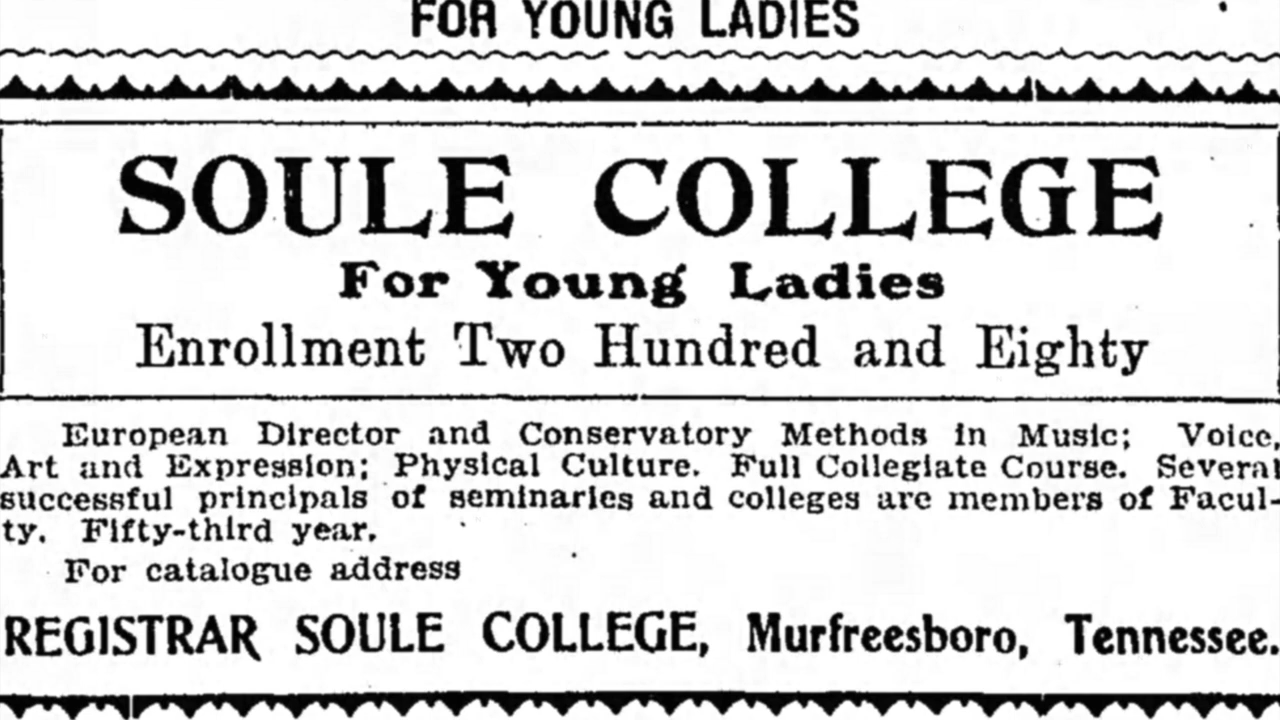 FOR YOUNG LADIES
SOULE COLLEGE
For Young Ladies
Enrollment Two Hundred and Eighty
European Director and Conservatory Methods in Music; Voice,
Art and Expression; Physical Culture. Full Collegiate Course. Several
successful principals of seminaries and colleges are members of Facul-
ty. Fifty-third year.
For catalogue address
REGISTRAR SOULE COLLEGE, Murfreesboro, Tennessee.